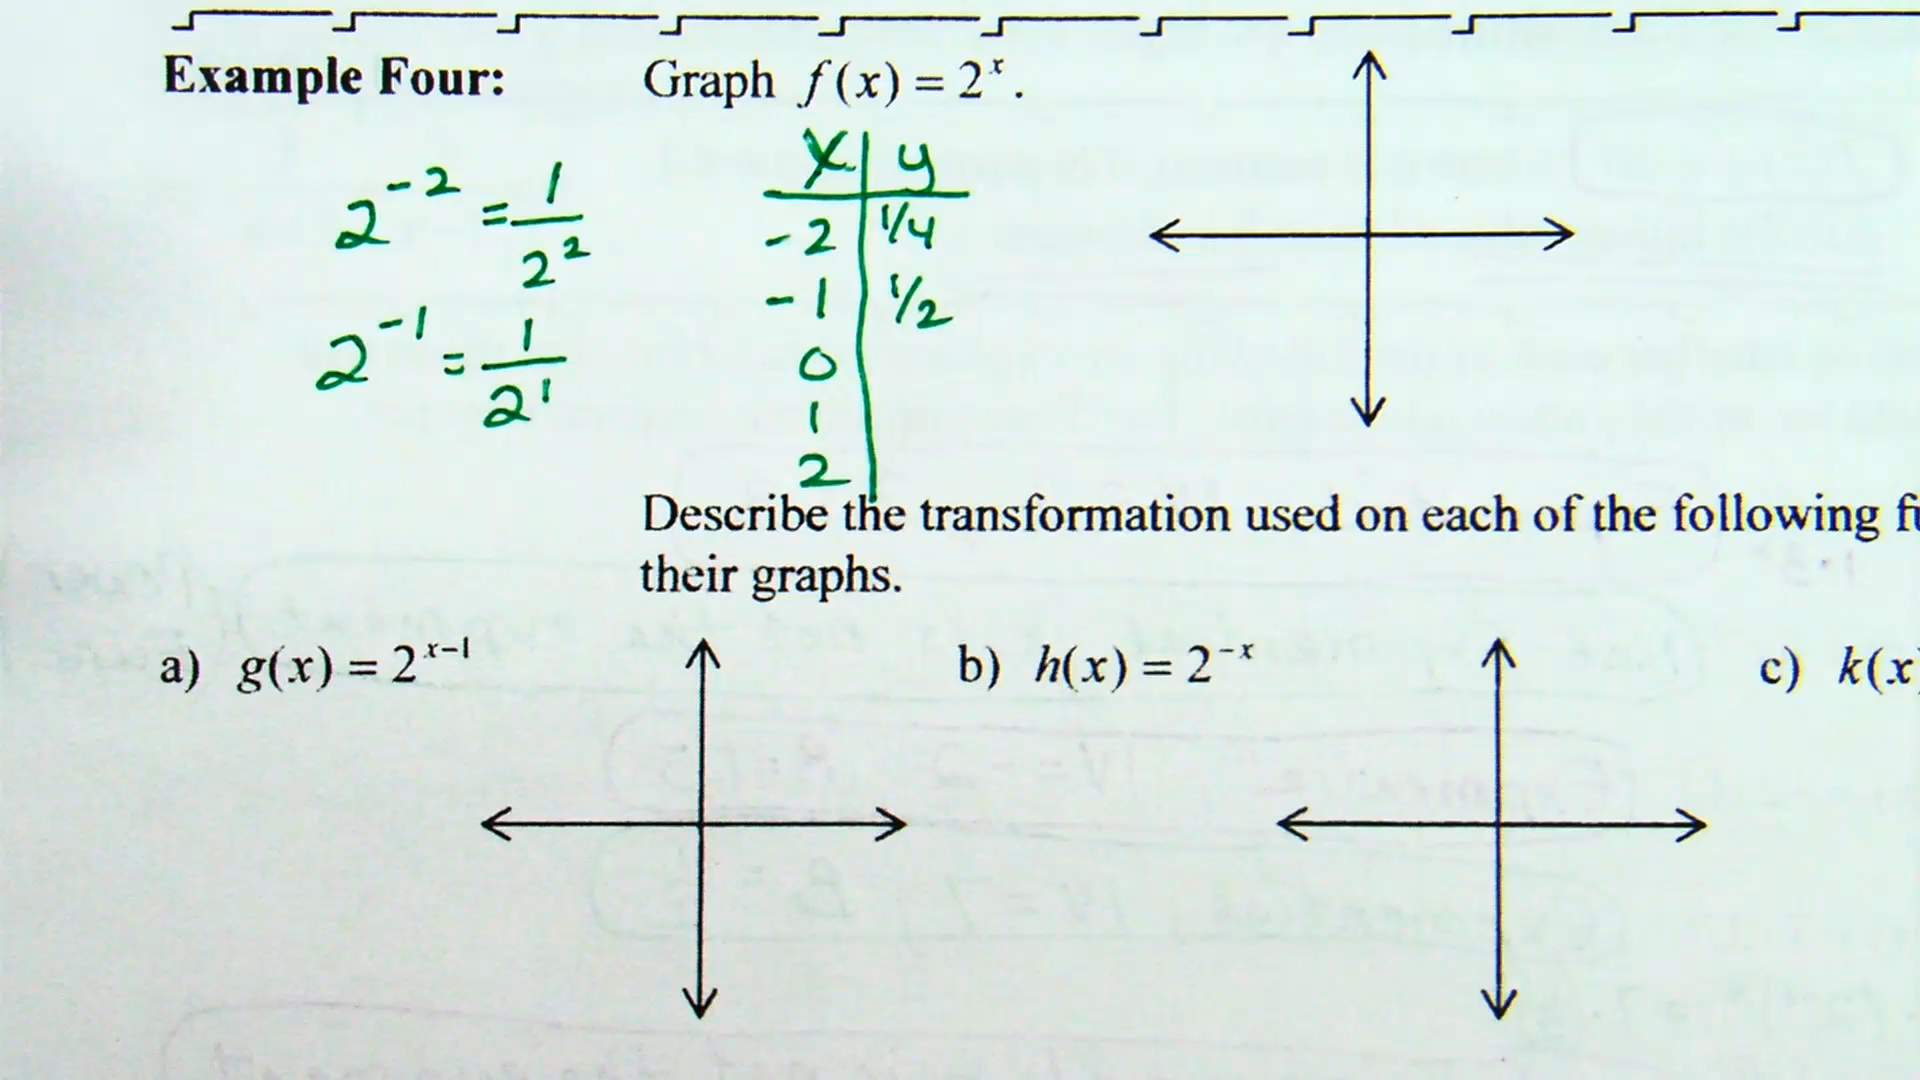 Example Four: Graph f(x) = 2^x.
x y
2^-2 = 1/2^2
-2 1/4
-1 1/2
2^-1 = 1/2^1
0
1
2
Describe the transformation used on each of the following
their graphs.
a) g(x) = 2^x-1 b) h(x) = 2^-x c) k(x)